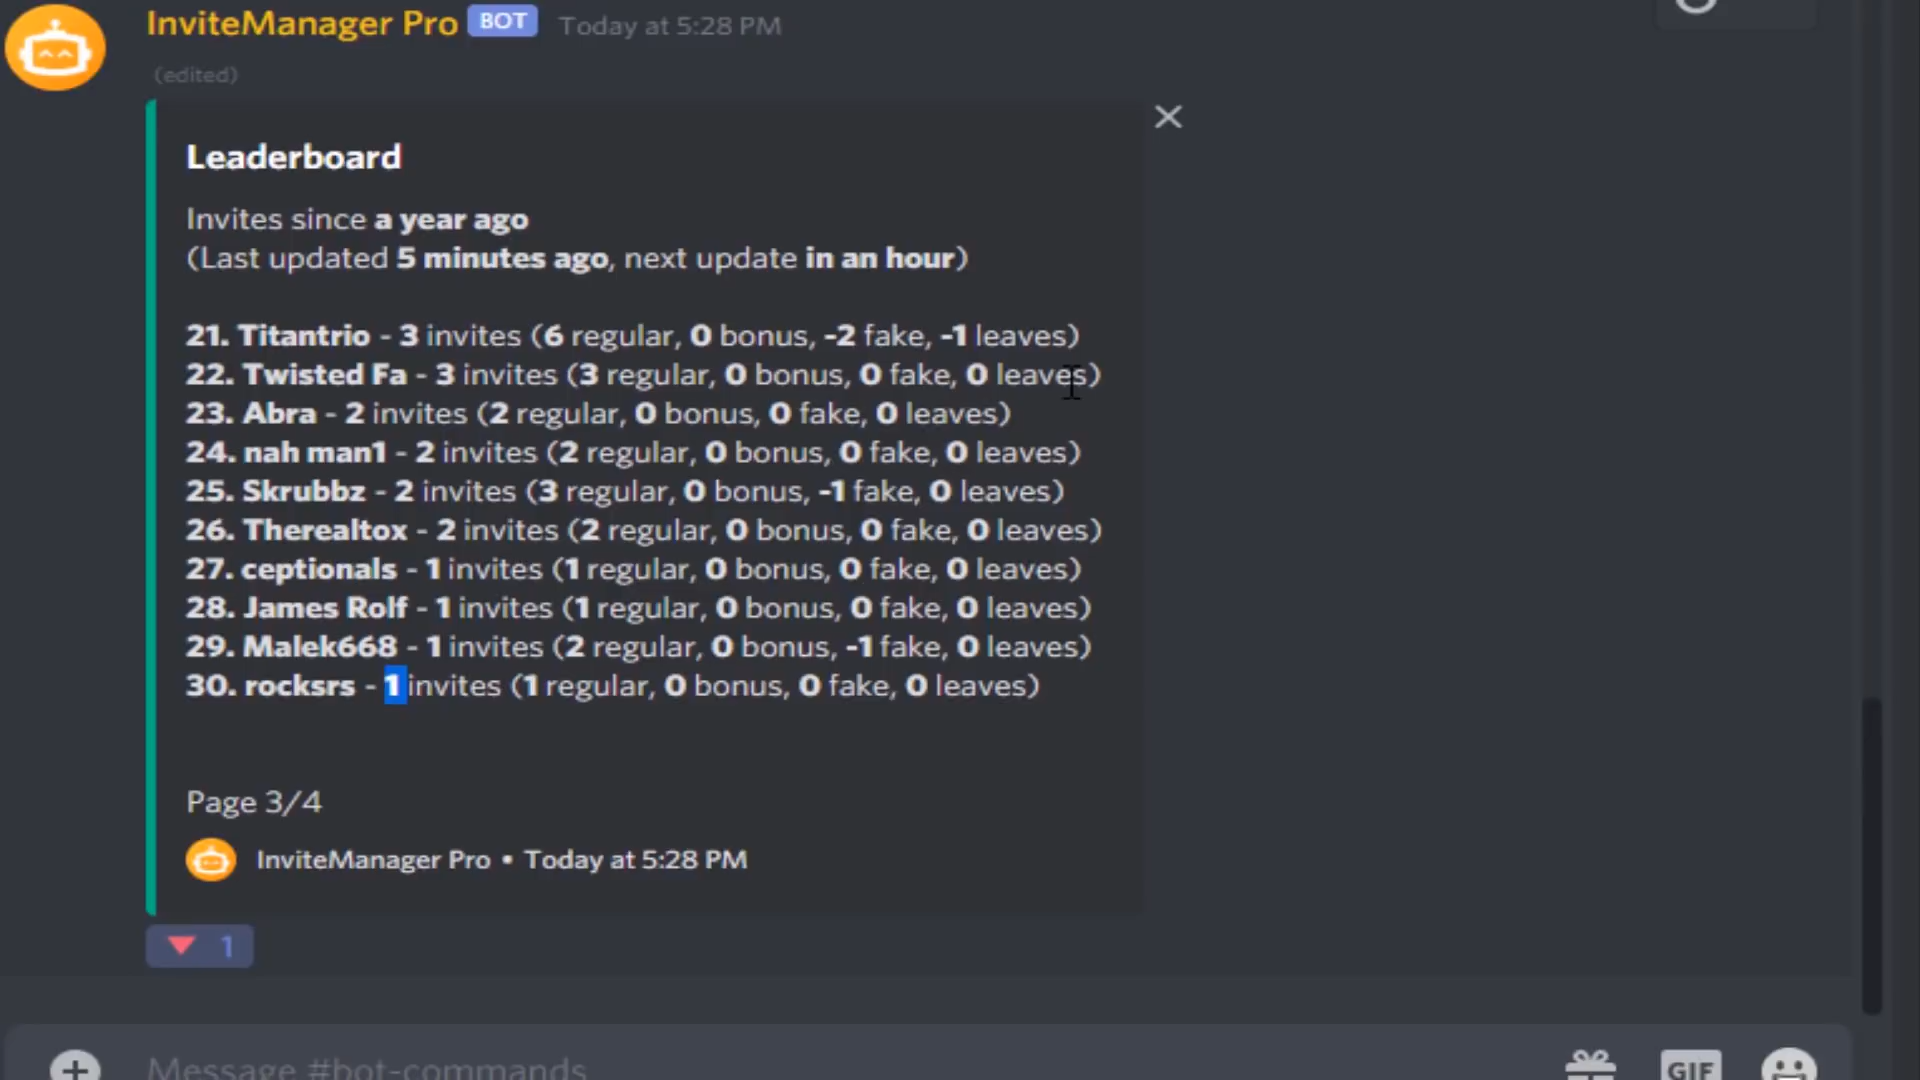 InviteManager Pro BOT Today at 5:28 PM
(edited)
Leaderboard
Invites since a year ago
(Last updated 5 minutes ago, next update in an hour)
21. Titantrio - 3 invites (6 regular, 0 bonus, -2 fake, -1 leaves)
22. Twisted Fa - 3 invites (3 regular, 0 bonus, 0 fake, 0 leaves)
23. Abra - 2 invites (2 regular, 0 bonus, 0 fake, 0 leaves)
24. nah man1 - 2 invites (2 regular, 0 bonus, 0 fake, 0 leaves)
25. Skrubbz - 2 invites (3 regular, 0 bonus, -1 fake, 0 leaves)
26. Therealtox - 2 invites (2 regular, 0 bonus, 0 fake, 0 leaves)
27. ceptionals - 1 invites (1 regular, 0 bonus, 0 fake, 0 leaves)
28. James Rolf - 1 invites (1 regular, 0 bonus, 0 fake, 0 leaves)
29. Malek668 - 1 invites (2 regular, 0 bonus, -1 fake, 0 leaves)
30. rocksrs - 1 invites (1 regular, 0 bonus, 0 fake, 0 leaves)
Page 3/4
InviteManager Pro • Today at 5:28 PM
1
Message #bot-commands GIF